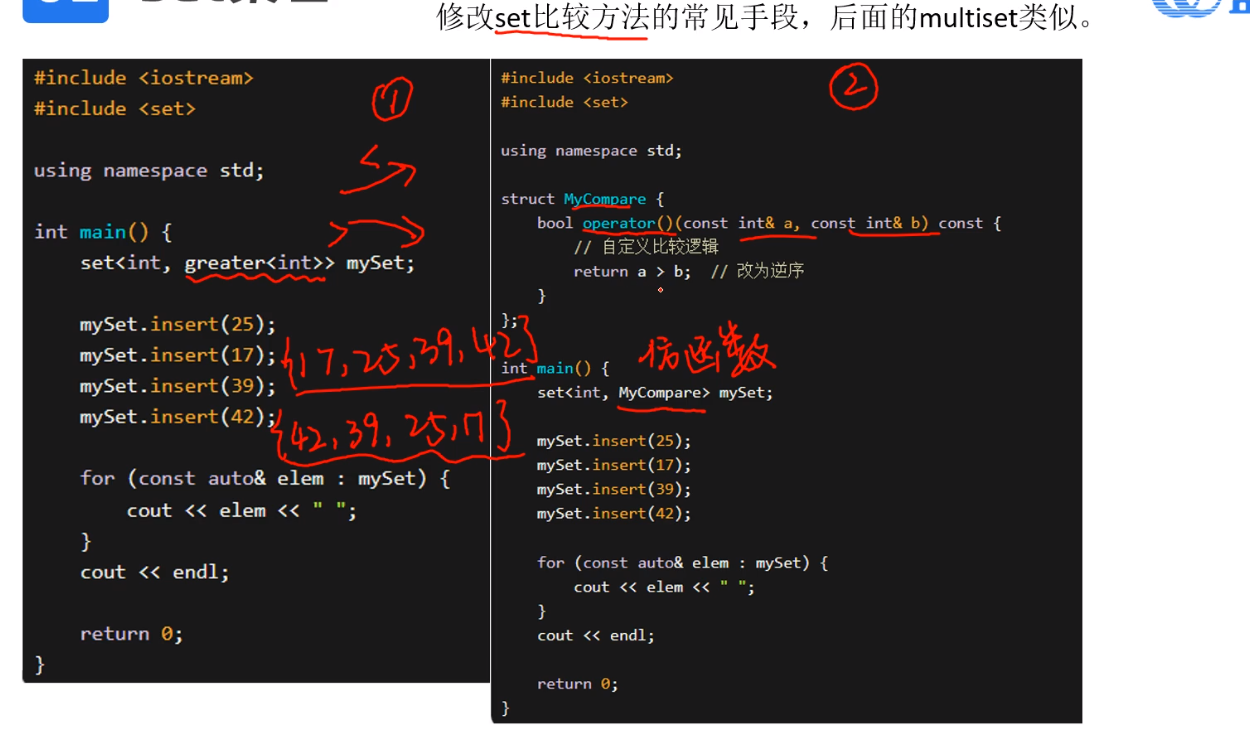 修改set比较方法的常见手段，后面的multiset类似。
#include <iostream>
#include <set>
①
using namespace std;
int main() {
set<int, greater<int>> mySet;
mySet.insert(25);
mySet.insert(17);
mySet.insert(39);
mySet.insert(42);
{17,25,39,42}
{42,39,25,17}
for (const auto& elem : mySet) {
cout << elem << " ";
}
cout << endl;
return 0;
}
#include <iostream>
#include <set>
②
using namespace std;
struct MyCompare {
bool operator()(const int& a, const int& b) const {
// 自定义比较逻辑
return a > b;  // 改为逆序
}
};
仿函数
int main() {
set<int, MyCompare> mySet;
mySet.insert(25);
mySet.insert(17);
mySet.insert(39);
mySet.insert(42);
for (const auto& elem : mySet) {
cout << elem << " ";
}
cout << endl;
return 0;
}